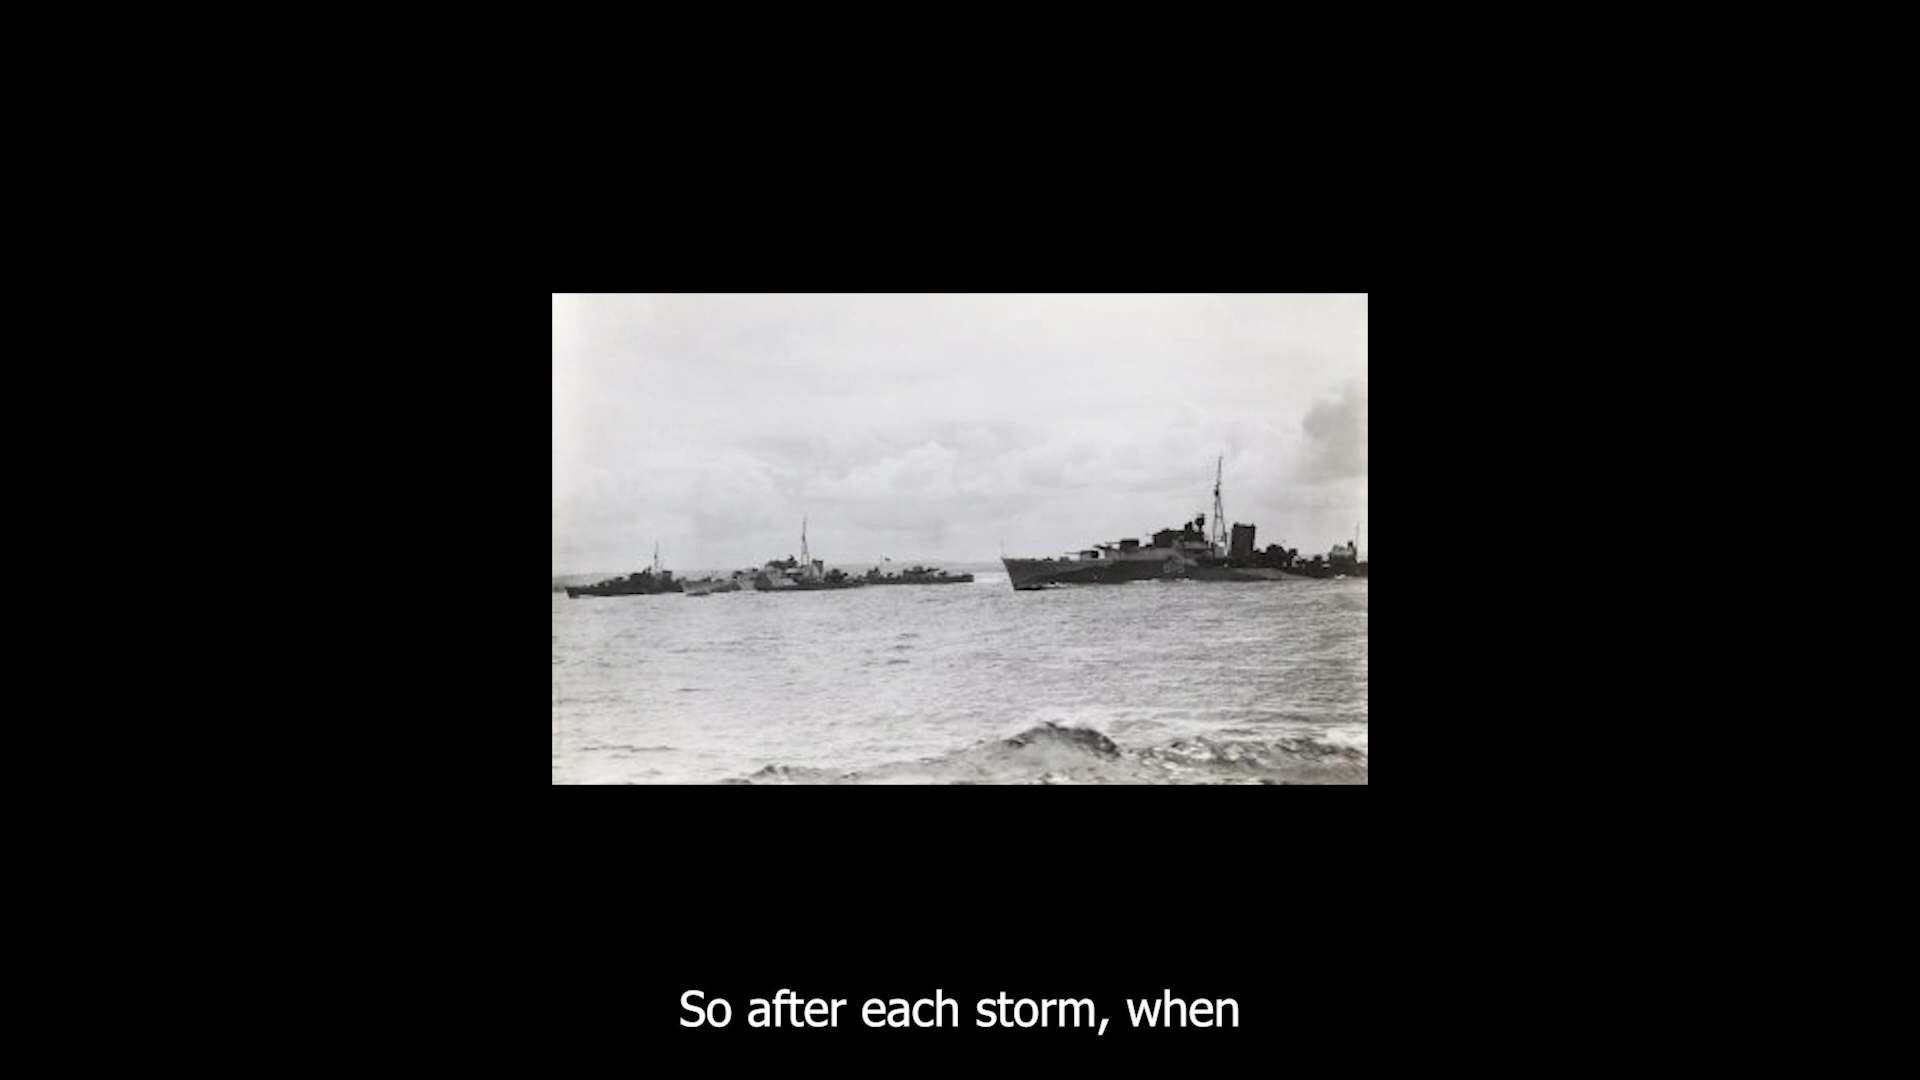 So after each storm, when